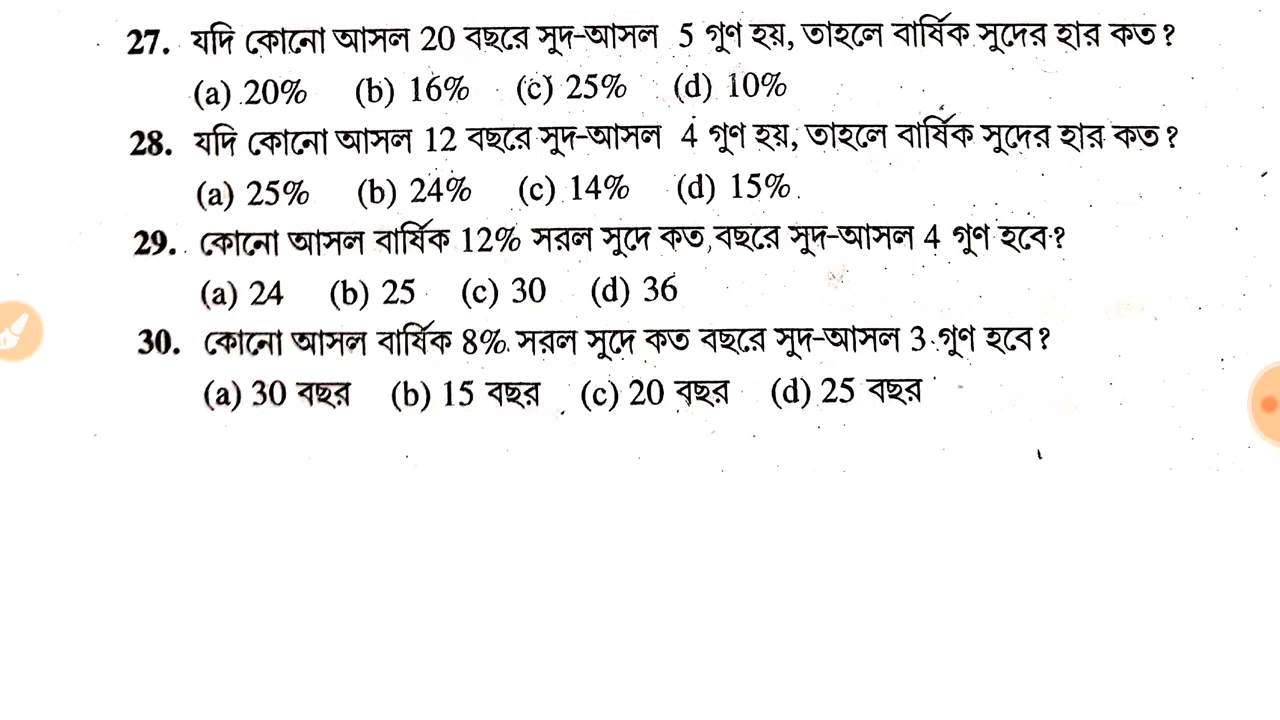 27. যদি কোনো আসল 20 বছরে সুদ-আসল 5 গুণ হয়, তাহলে বার্ষিক সুদের হার কত?
(a) 20% (b) 16% (c) 25% (d) 10%
28. যদি কোনো আসল 12 বছরে সুদ-আসল 4 গুণ হয়, তাহলে বার্ষিক সুদের হার কত?
(a) 25% (b) 24% (c) 14% (d) 15%
29. কোনো আসল বার্ষিক 12% সরল সুদে কত বছরে সুদ-আসল 4 গুণ হবে?
(a) 24 (b) 25 (c) 30 (d) 36
30. কোনো আসল বার্ষিক 8% সরল সুদে কত বছরে সুদ-আসল 3 গুণ হবে?
(a) 30 বছর (b) 15 বছর (c) 20 বছর (d) 25 বছর